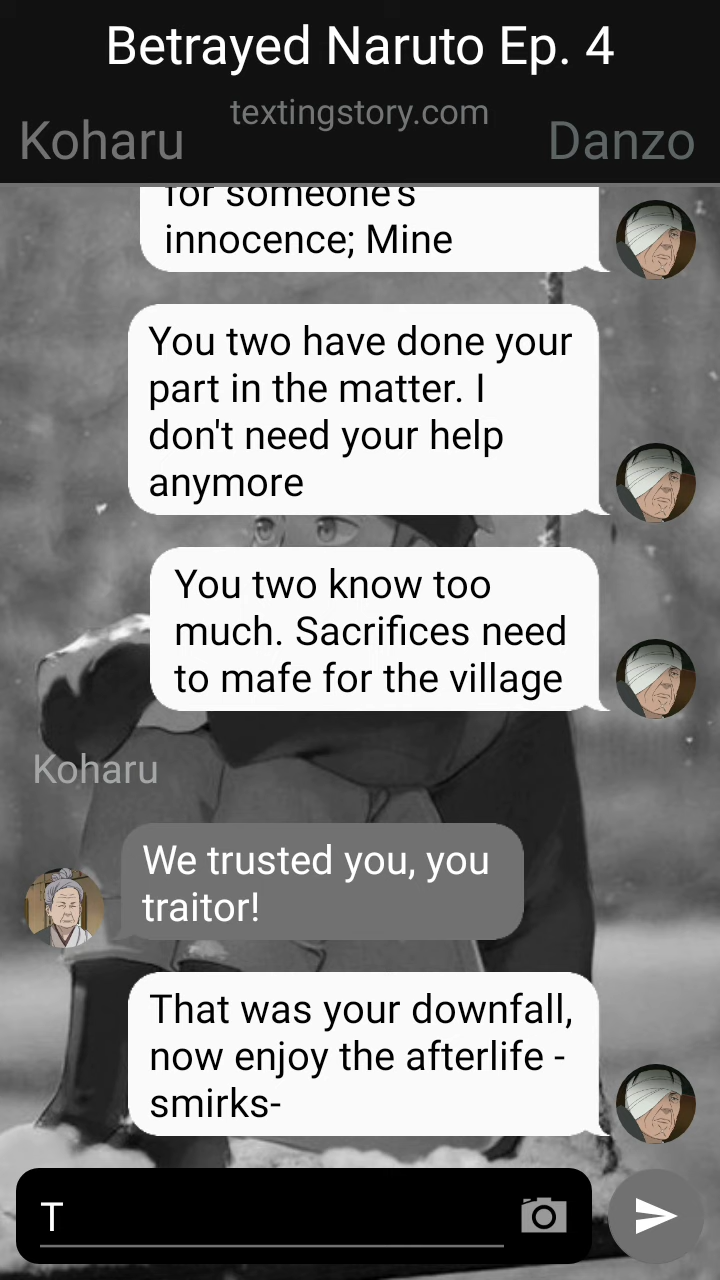 Betrayed Naruto Ep. 4
textingstory.com
Koharu
Danzo
for someone's
innocence; Mine
You two have done your
part in the matter. I
don't need your help
anymore
You two know too
much. Sacrifices need
to mafe for the village
Koharu
We trusted you, you
traitor!
That was your downfall,
now enjoy the afterlife -
smirks-
T